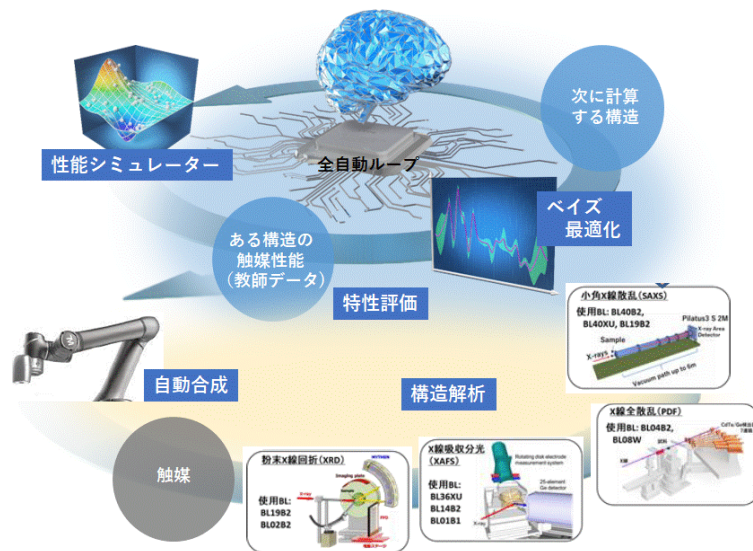 次に計算
する構造
性能シミュレーター
全自動ループ
ベイズ
最適化
ある構造の
触媒性能
(教師データ)
特性評価
小角X線散乱(SAXS)
使用BL: BL40B2,
BL40XU, BL19B2
Pilatus3 S 2M
X-ray Area
Detector
Sample
X-rays
Vacuum path up to 6m
自動合成
構造解析
X線全散乱(PDF)
使用BL: BL04B2,
BL08W
X線
触媒
粉末X線回折(XRD)
使用BL:
BL19B2
BL02B2
Imaging plate
X-ray
X線吸収分光
(XAFS)
使用BL:
BL36XU
BL14B2
BL01B1
Rotating disk electrode
measurement system
25-element
Ge detector
X-ray